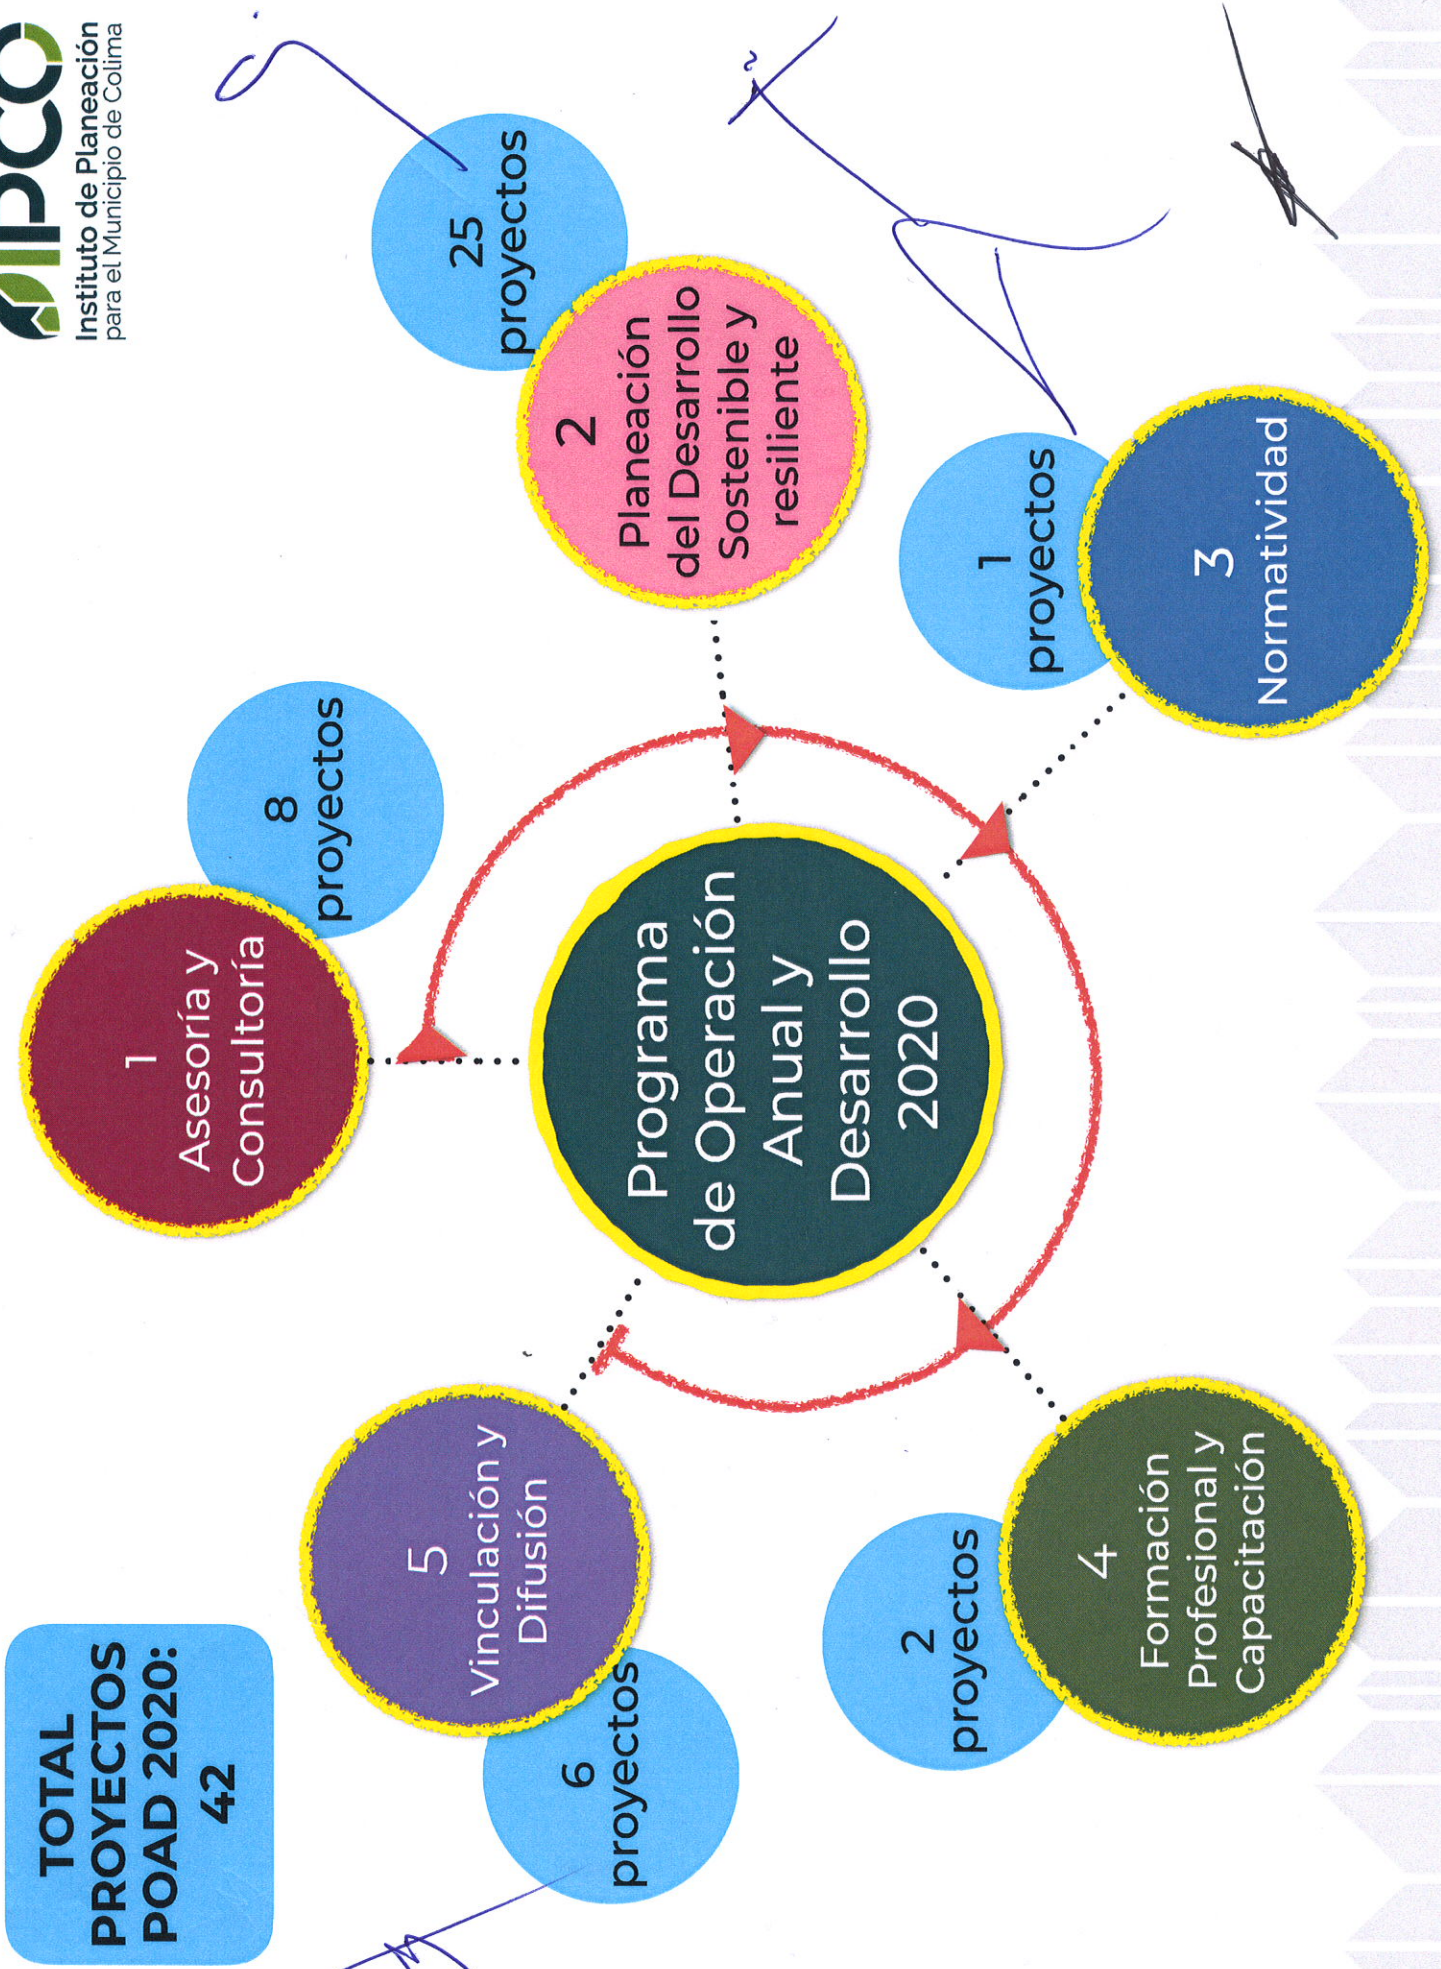 IPCO
Instituto de Planeación
para el Municipio de Colima
TOTAL
PROYECTOS
POAD 2020:
42
Programa
de Operación
Anual y
Desarrollo
2020
1
Asesoría y
Consultoría
8
proyectos
2
Planeación
del Desarrollo
Sostenible y
resiliente
25
proyectos
3
Normatividad
1
proyectos
4
Formación
Profesional y
Capacitación
2
proyectos
5
Vinculación y
Difusión
6
proyectos